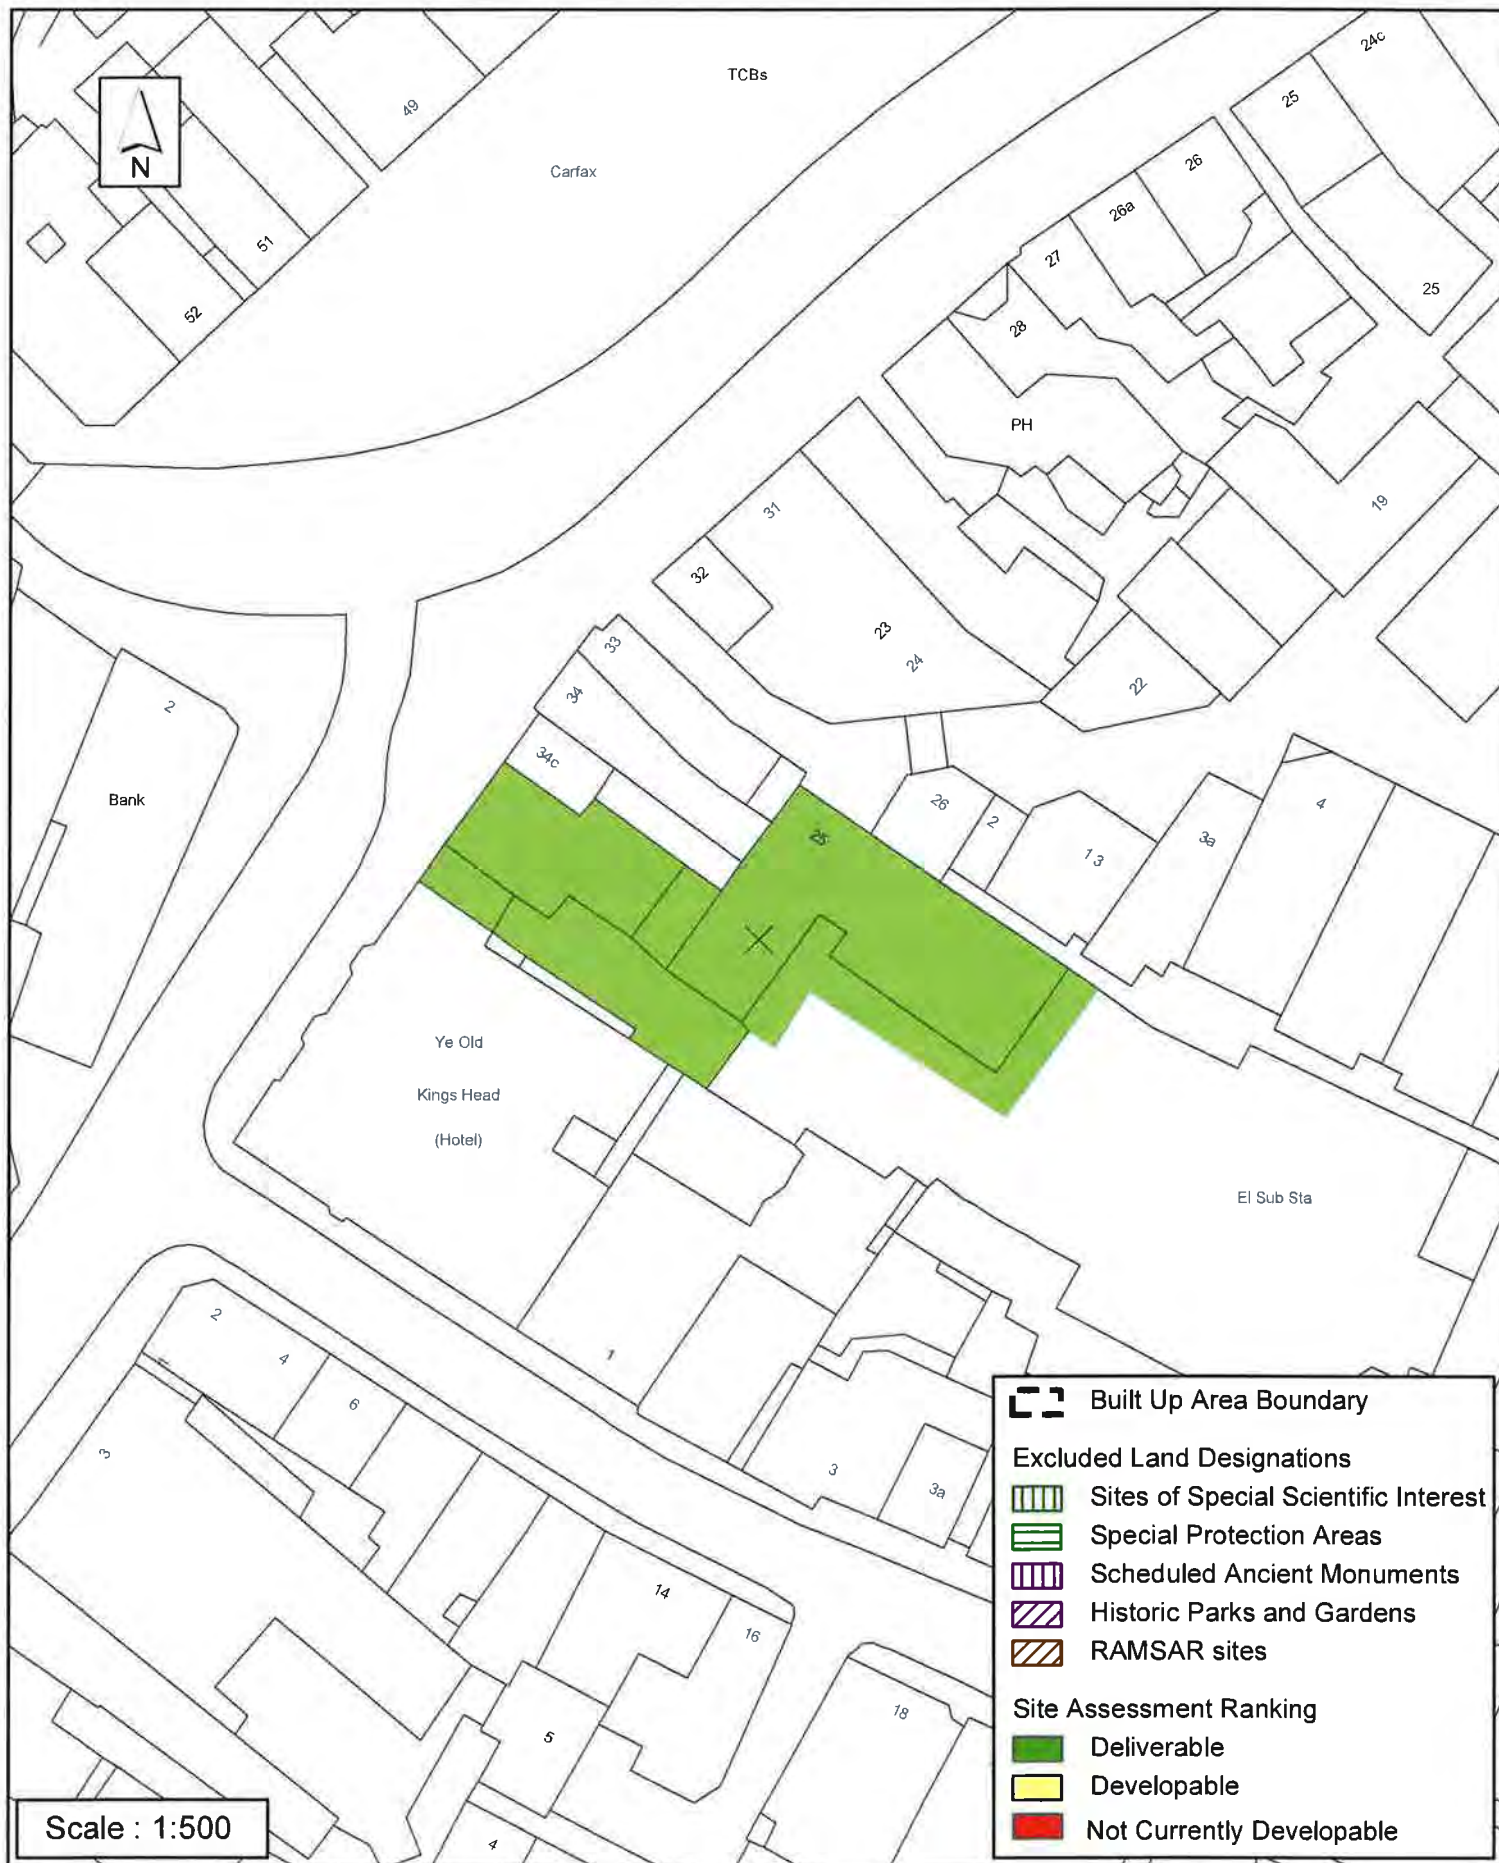 TCBs
24c
25
49
Carfax
N
26
26a
51
27
25
52
28
PH
31
19
32
23
24
33
22
34
2
34c
Bank
26
2
4
25
3a
1 3
Ye Old
Kings Head
(Hotel)
El Sub Sta
2
1
4
6
3
3
3a
14
16
18
5
4
Built Up Area Boundary
Excluded Land Designations
Sites of Special Scientific Interest
Special Protection Areas
Scheduled Ancient Monuments
Historic Parks and Gardens
RAMSAR sites
Site Assessment Ranking
Deliverable
Developable
Not Currently Developable
Scale : 1:500